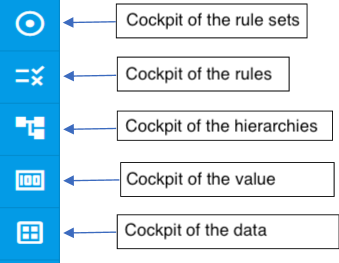 Cockpit of the rule sets
Cockpit of the rules
Cockpit of the hierarchies
100
Cockpit of the value
Cockpit of the data